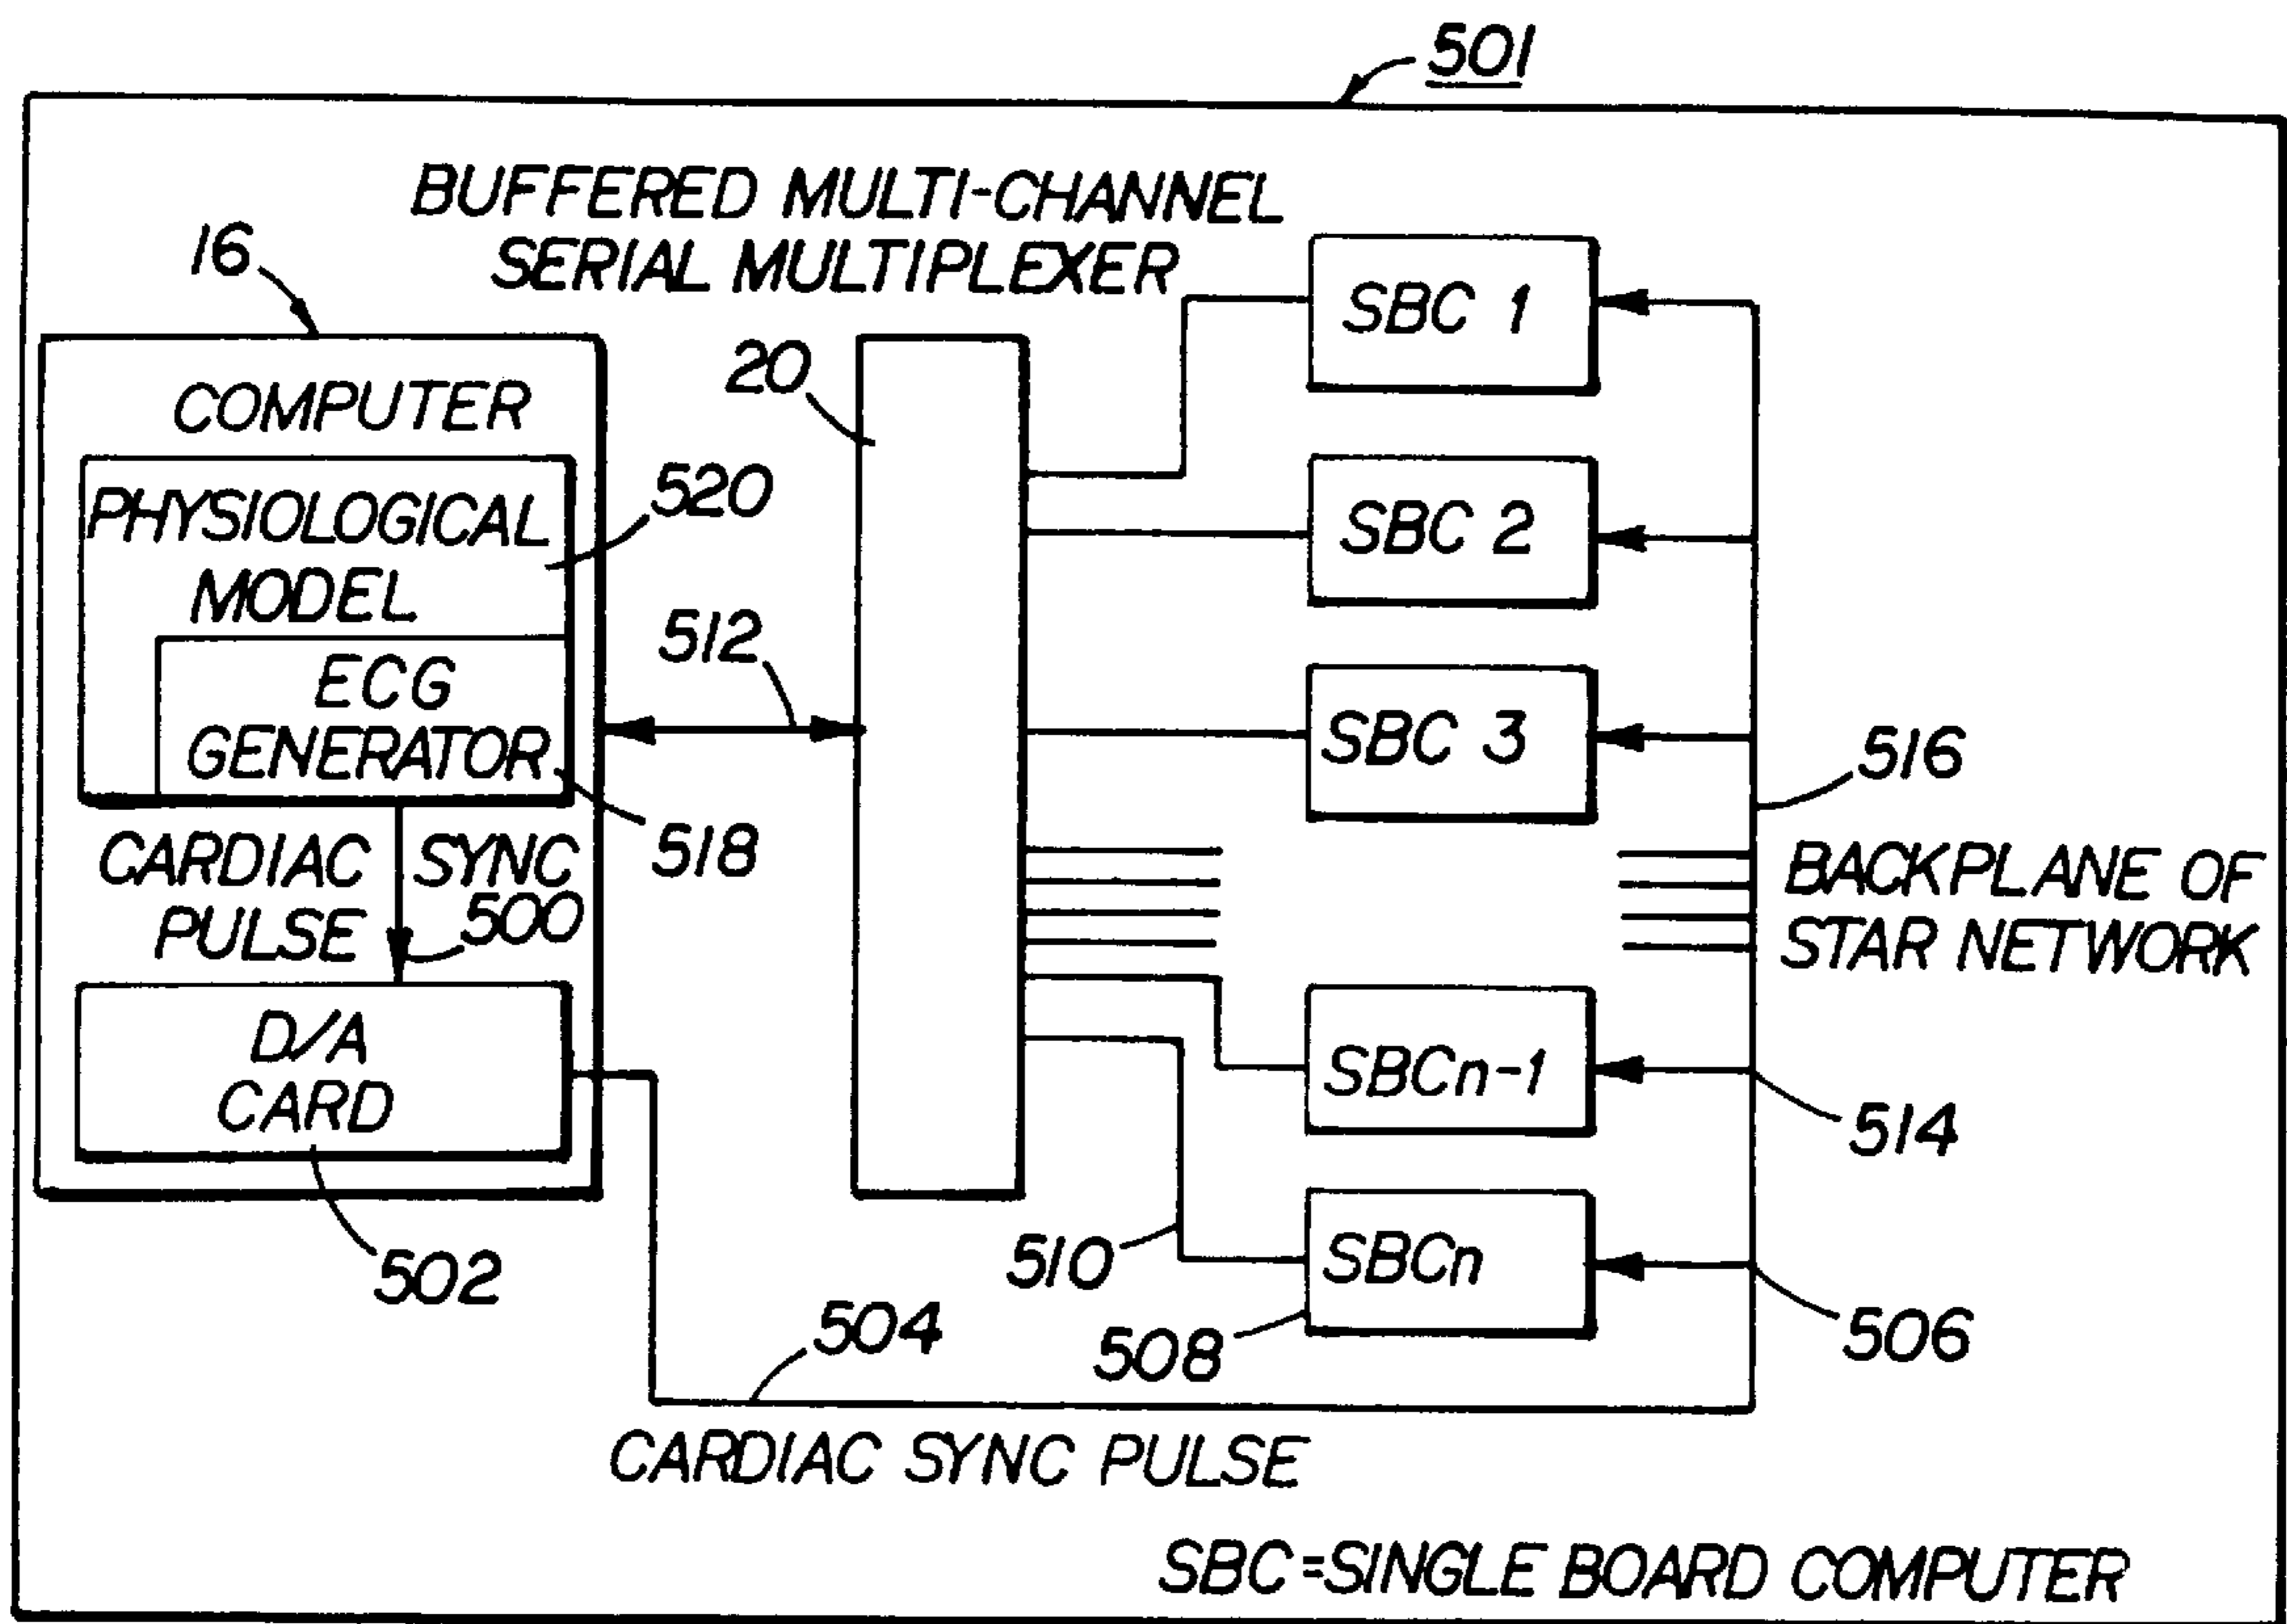 501
BUFFERED MULTI-CHANNEL
SERIAL MULTIPLEXER
16
COMPUTER
PHYSIOLOGICAL
MODEL
ECG
GENERATOR
520
518
CARDIAC SYNC
PULSE
500
D/A
CARD
502
512
20
SBC 1
SBC 2
SBC 3
SBCn-1
SBCn
516
BACKPLANE OF
STAR NETWORK
514
506
510
508
504
CARDIAC SYNC PULSE
SBC=SINGLE BOARD COMPUTER